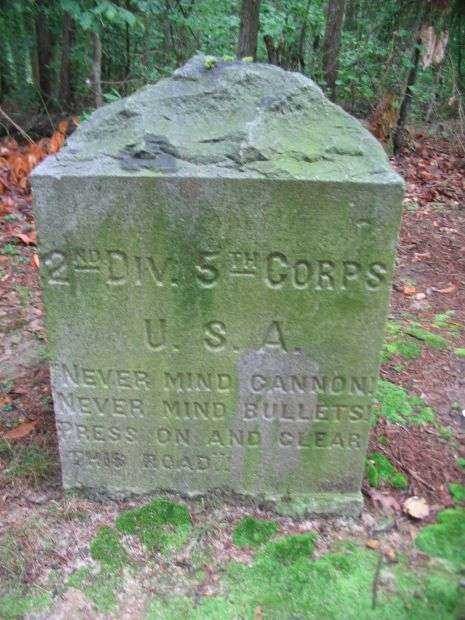 2ND DIV. 5TH CORPS
U. S. A.
"NEVER MIND CANNON!
NEVER MIND BULLETS!
PRESS ON AND CLEAR
THIS ROAD"